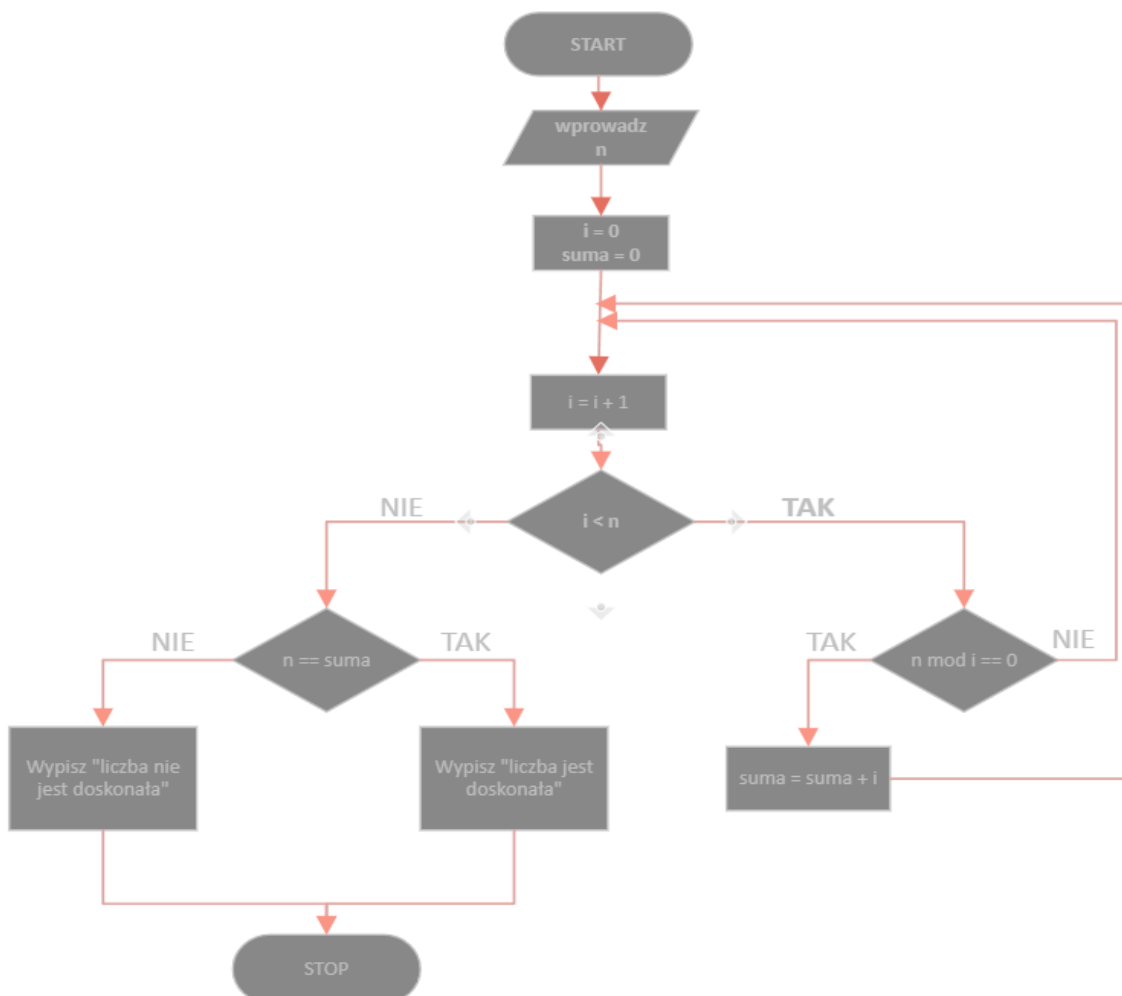 START
wprowadz
n
i = 0
suma = 0
i = i + 1
NIE
i < n
TAK
NIE
n == suma
TAK
TAK
n mod i == 0
NIE
Wypisz "liczba nie
jest doskonała"
Wypisz "liczba jest
doskonała"
suma = suma + i
STOP